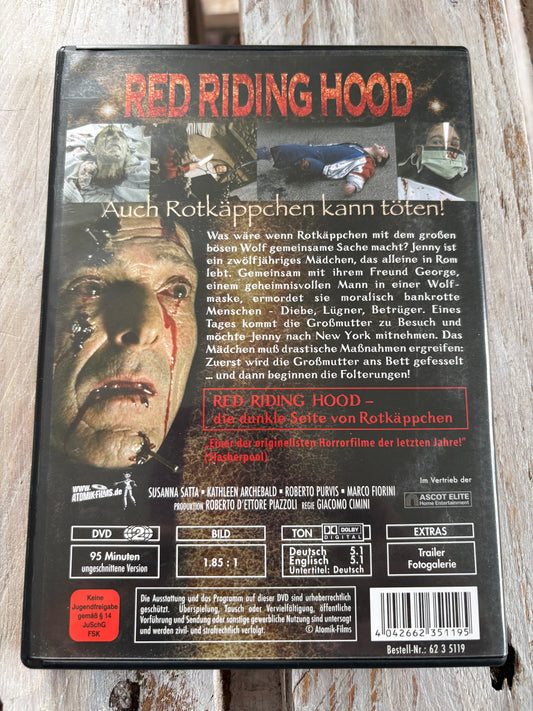 RED RIDING HOOD
Auch Rotkäppchen kann töten!
Was wäre wenn Rotkäppchen mit dem großen
bösen Wolf gemeinsame Sache macht? Jenny ist
ein zwölfjähriges Mädchen, das alleine in Rom
lebt. Gemeinsam mit ihrem Freund George,
einem geheimnisvollen Mann in einer Wolf-
maske, ermordet sie moralisch bankrotte
Menschen - Diebe, Lügner, Betrüger. Eines
Tages kommt die Großmutter zu Besuch und
möchte Jenny nach New York mitnehmen. Das
Mädchen muß drastische Maßnahmen ergreifen:
Zuerst wird die Großmutter ans Bett gefesselt
... und dann beginnen die Folterungen!
RED RIDING HOOD –
die dunkle Seite von Rotkäppchen
„Einer der originellsten Horrorfilme der letzten Jahre!"
(Slasherpool)
www.
ATOMIK-FILMS.de
Im Vertrieb der
ASCOT ELITE
Home Entertainment
SUSANNA SATTA • KATHLEEN ARCHEBALD • ROBERTO PURVIS • MARCO FIORINI
PRODUKTION ROBERTO D'ETTORE PIAZZOLI REGIE GIACOMO CIMINI
DVD 2
95 Minuten
ungeschnittene Version
BILD
1.85 : 1
TON DOLBY DIGITAL
Deutsch 5.1
Englisch 5.1
Untertitel: Deutsch
EXTRAS
Trailer
Fotogalerie
Keine
Jugendfreigabe
gemäß § 14
JuSchG
FSK
Die Ausstattung und das Programm auf dieser DVD sind urheberrechtlich
geschützt. Überspielung, Tausch oder Vervielfältigung, öffentliche
Vorführung und Sendung oder sonstige gewerbliche Nutzung sind untersagt
und werden zivil- und strafrechtlich verfolgt. © Atomik-Films
4 042662 351195
Bestell-Nr.: 62 3 5119